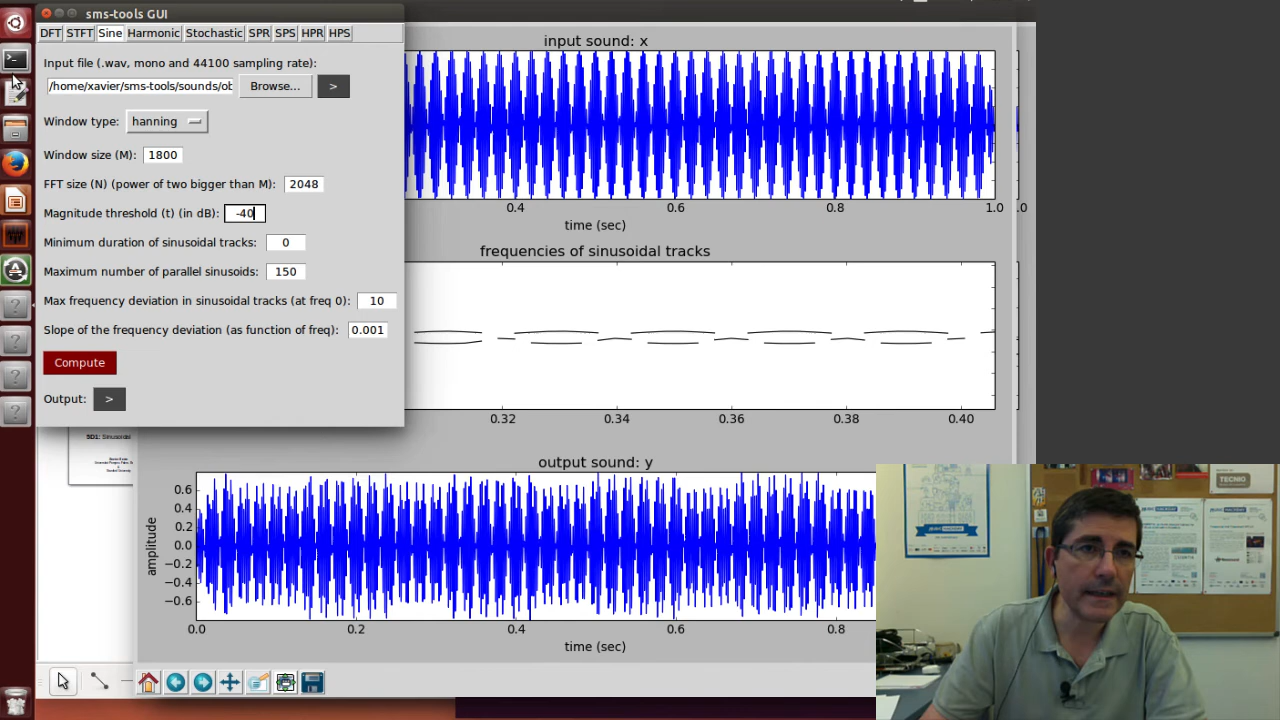 sms-tools GUI
DFT STFT Sine Harmonic Stochastic SPR SPS HPR HPS
Input file (.wav, mono and 44100 sampling rate):
/home/xavier/sms-tools/sounds/ob Browse... >
Window type: hanning
Window size (M): 1800
FFT size (N) (power of two bigger than M): 2048
Magnitude threshold (t) (in dB): -40
Minimum duration of sinusoidal tracks: 0
Maximum number of parallel sinusoids: 150
Max frequency deviation in sinusoidal tracks (at freq 0): 10
Slope of the frequency deviation (as function of freq): 0.001
Compute
Output: >
input sound: x
0.4 0.6 0.8 1.0 .0
time (sec)
frequencies of sinusoidal tracks
0.32 0.34 0.36 0.38 0.40
SD1: Sinusoidal
output sound: y
amplitude
0.6
0.4
0.2
0.0
−0.2
−0.4
−0.6
0.0 0.2 0.4 0.6 0.8
time (sec)
TECNIO